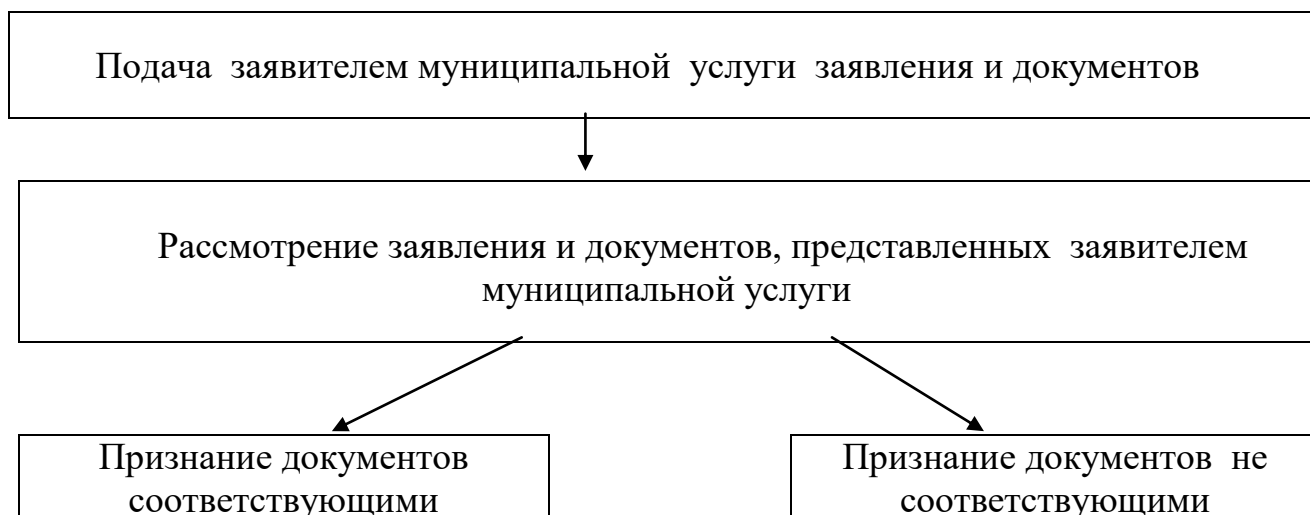 Подача заявителем муниципальной услуги заявления и документов
Рассмотрение заявления и документов, представленных заявителем
муниципальной услуги
Признание документов
соответствующими
Признание документов не
соответствующими